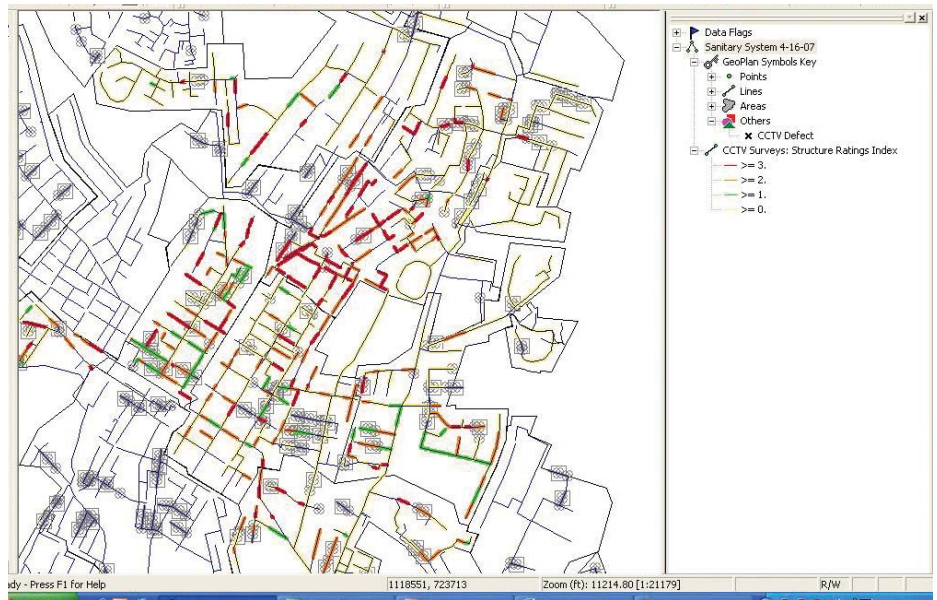 Data Flags
Sanitary System 4-16-07
GeoPlan Symbols Key
Points
Lines
Areas
Others
CCTV Defect
CCTV Surveys: Structure Ratings Index
>= 3.
>= 2.
>= 1.
>= 0.
ady - Press F1 for Help
1118551, 723713
Zoom (ft): 11214.80 [1:21179]
R/W